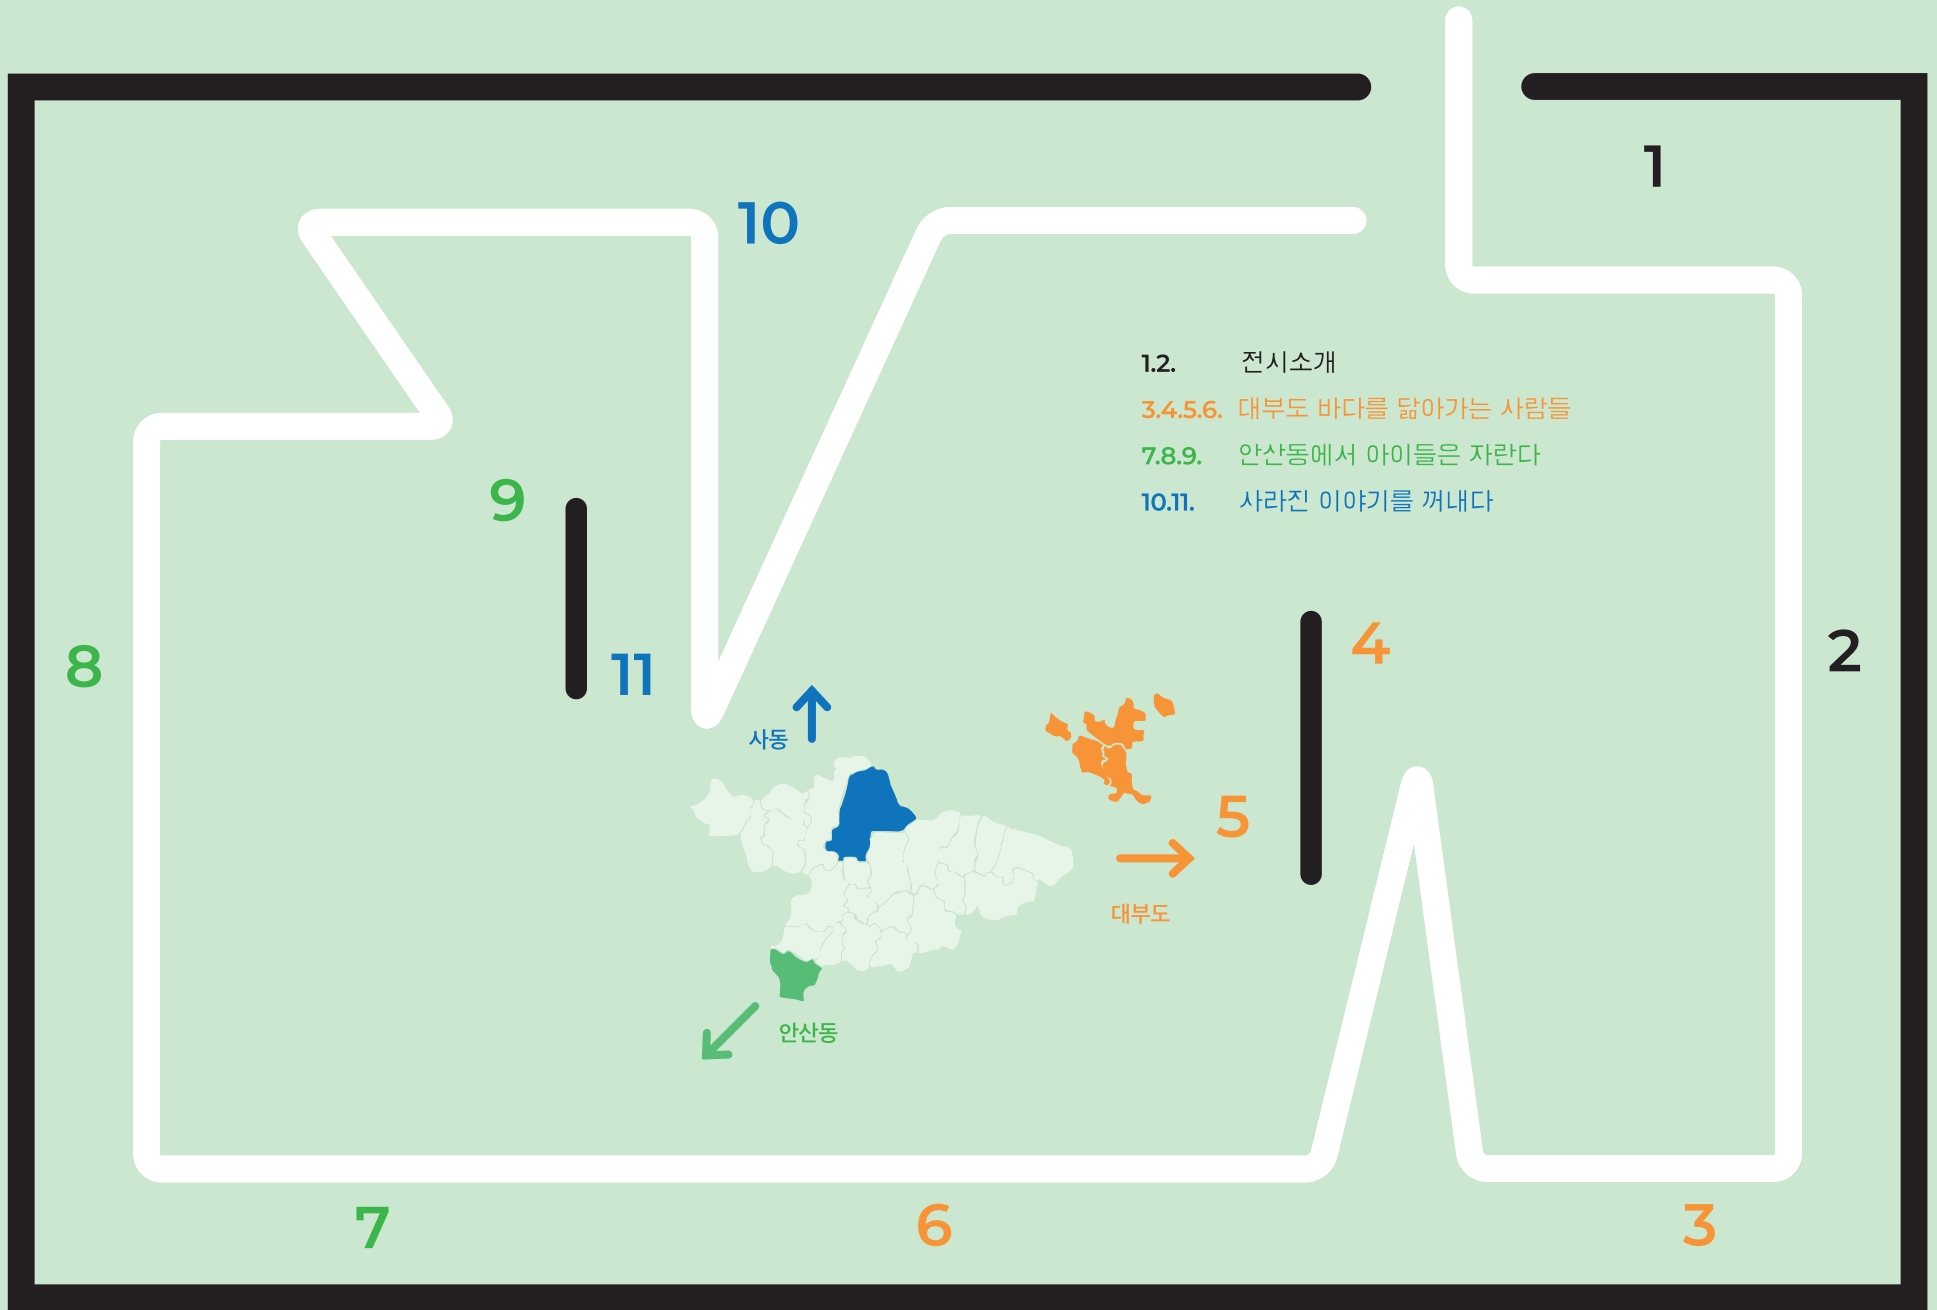 1
10
1.2. 전시소개
3.4.5.6. 대부도 바다를 닮아가는 사람들
7.8.9. 안산동에서 아이들은 자란다
10.11. 사라진 이야기를 꺼내다
9
4
2
8
11
사동
5
대부도
안산동
7
6
3